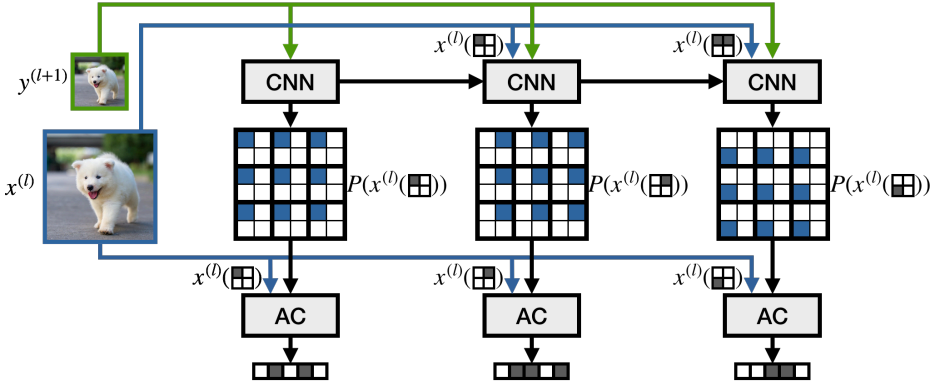 x^{(l)}( ) x^{(l)}( )
y^{(l+1)}
CNN CNN CNN
x^{(l)} P(x^{(l)}( )) P(x^{(l)}( )) P(x^{(l)}( ))
x^{(l)}( ) x^{(l)}( ) x^{(l)}( )
AC AC AC